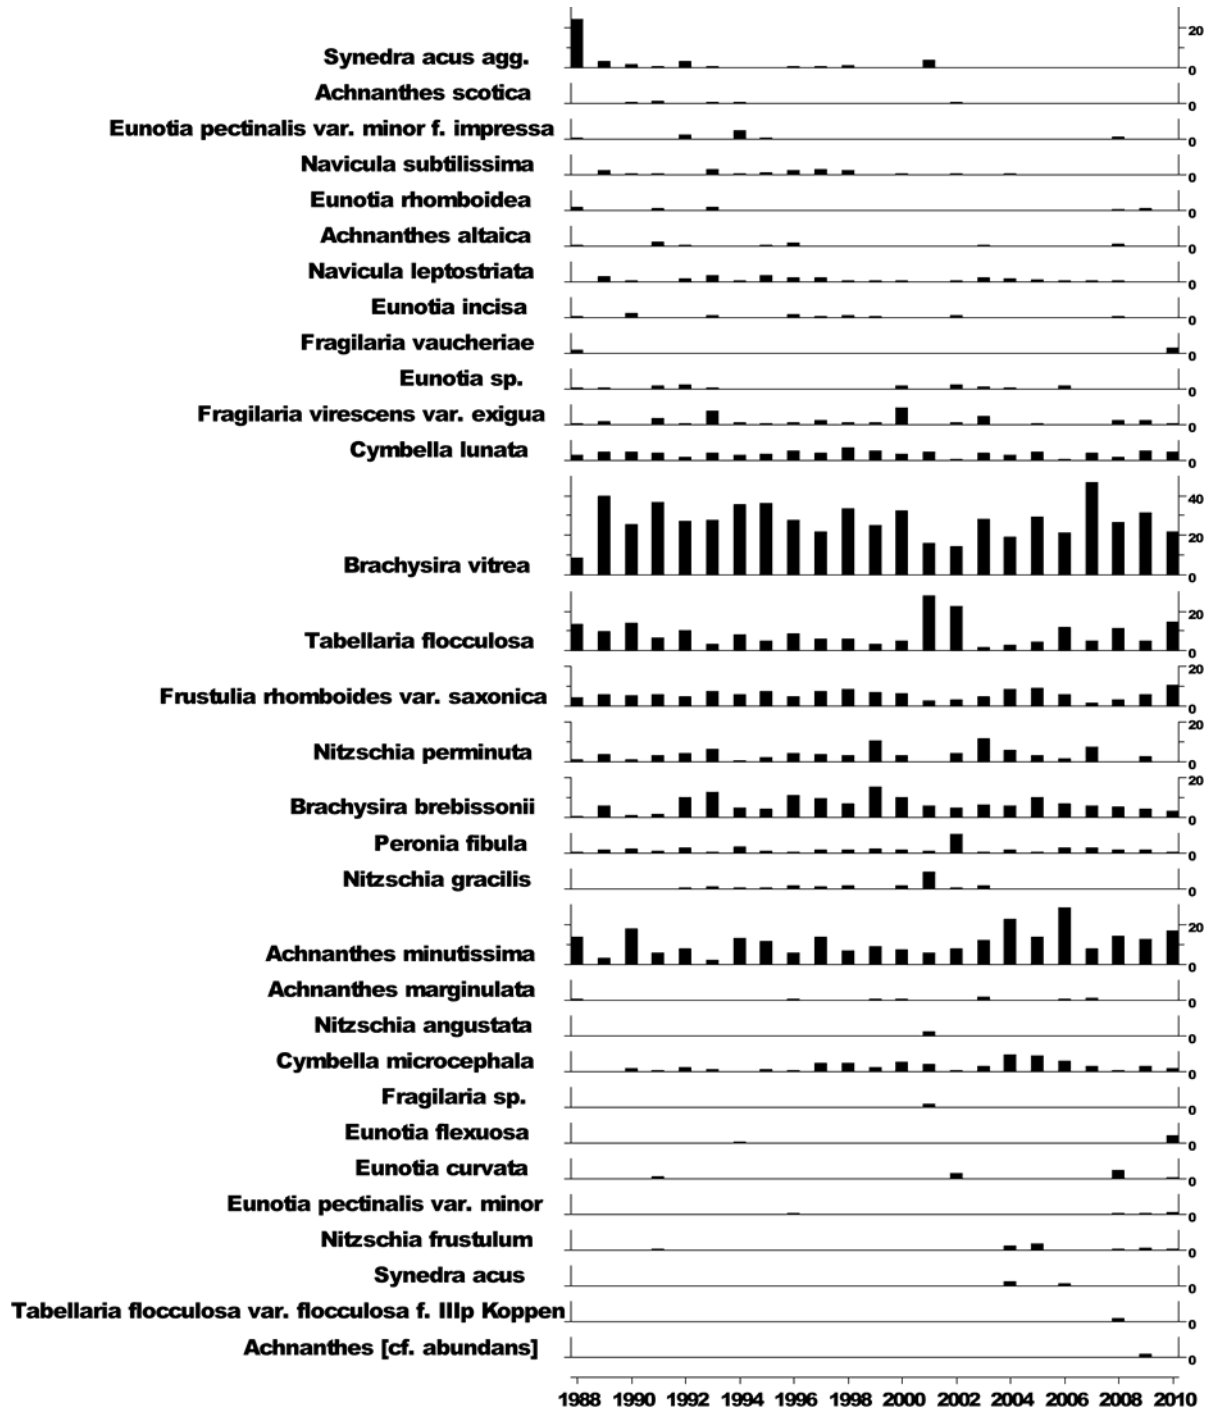 20
Synedra acus agg.
0
Achnanthes scotica
0
Eunotia pectinalis var. minor f. impressa
0
Navicula subtilissima
0
Eunotia rhomboidea
0
Achnanthes altaica
0
Navicula leptostriata
0
Eunotia incisa
0
Fragilaria vaucheriae
0
Eunotia sp.
0
Fragilaria virescens var. exigua
0
Cymbella lunata
0
40
20
Brachysira vitrea
0
20
Tabellaria flocculosa
0
20
Frustulia rhomboides var. saxonica
0
20
Nitzschia perminuta
0
20
Brachysira brebissonii
0
Peronia fibula
0
Nitzschia gracilis
0
20
Achnanthes minutissima
0
Achnanthes marginulata
0
Nitzschia angustata
0
Cymbella microcephala
0
Fragilaria sp.
0
Eunotia flexuosa
0
Eunotia curvata
0
Eunotia pectinalis var. minor
0
Nitzschia frustulum
0
Synedra acus
0
Tabellaria flocculosa var. flocculosa f. IIIp Koppen
0
Achnanthes [cf. abundans]
0
1988 1990 1992 1994 1996 1998 2000 2002 2004 2006 2008 2010